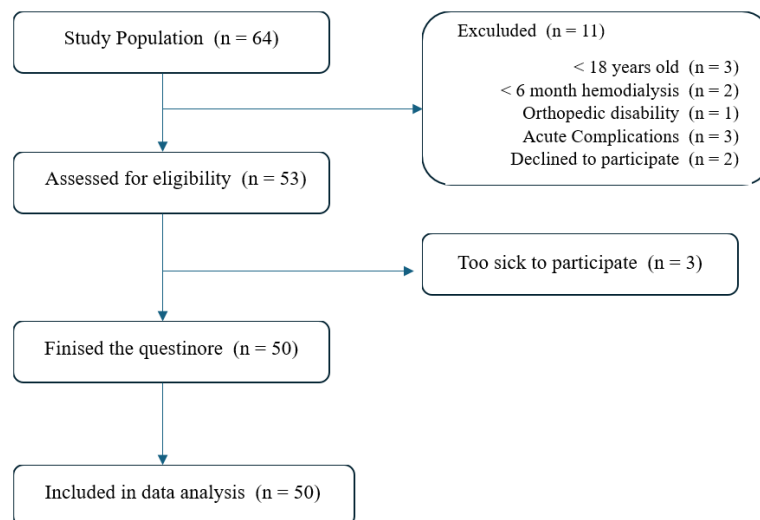 Study Population (n = 64)
Exculuded (n = 11)
< 18 years old (n = 3)
< 6 month hemodialysis (n = 2)
Orthopedic disability (n = 1)
Acute Complications (n = 3)
Declined to participate (n = 2)
Assessed for eligibility (n = 53)
Too sick to participate (n = 3)
Finised the questinore (n = 50)
Included in data analysis (n = 50)